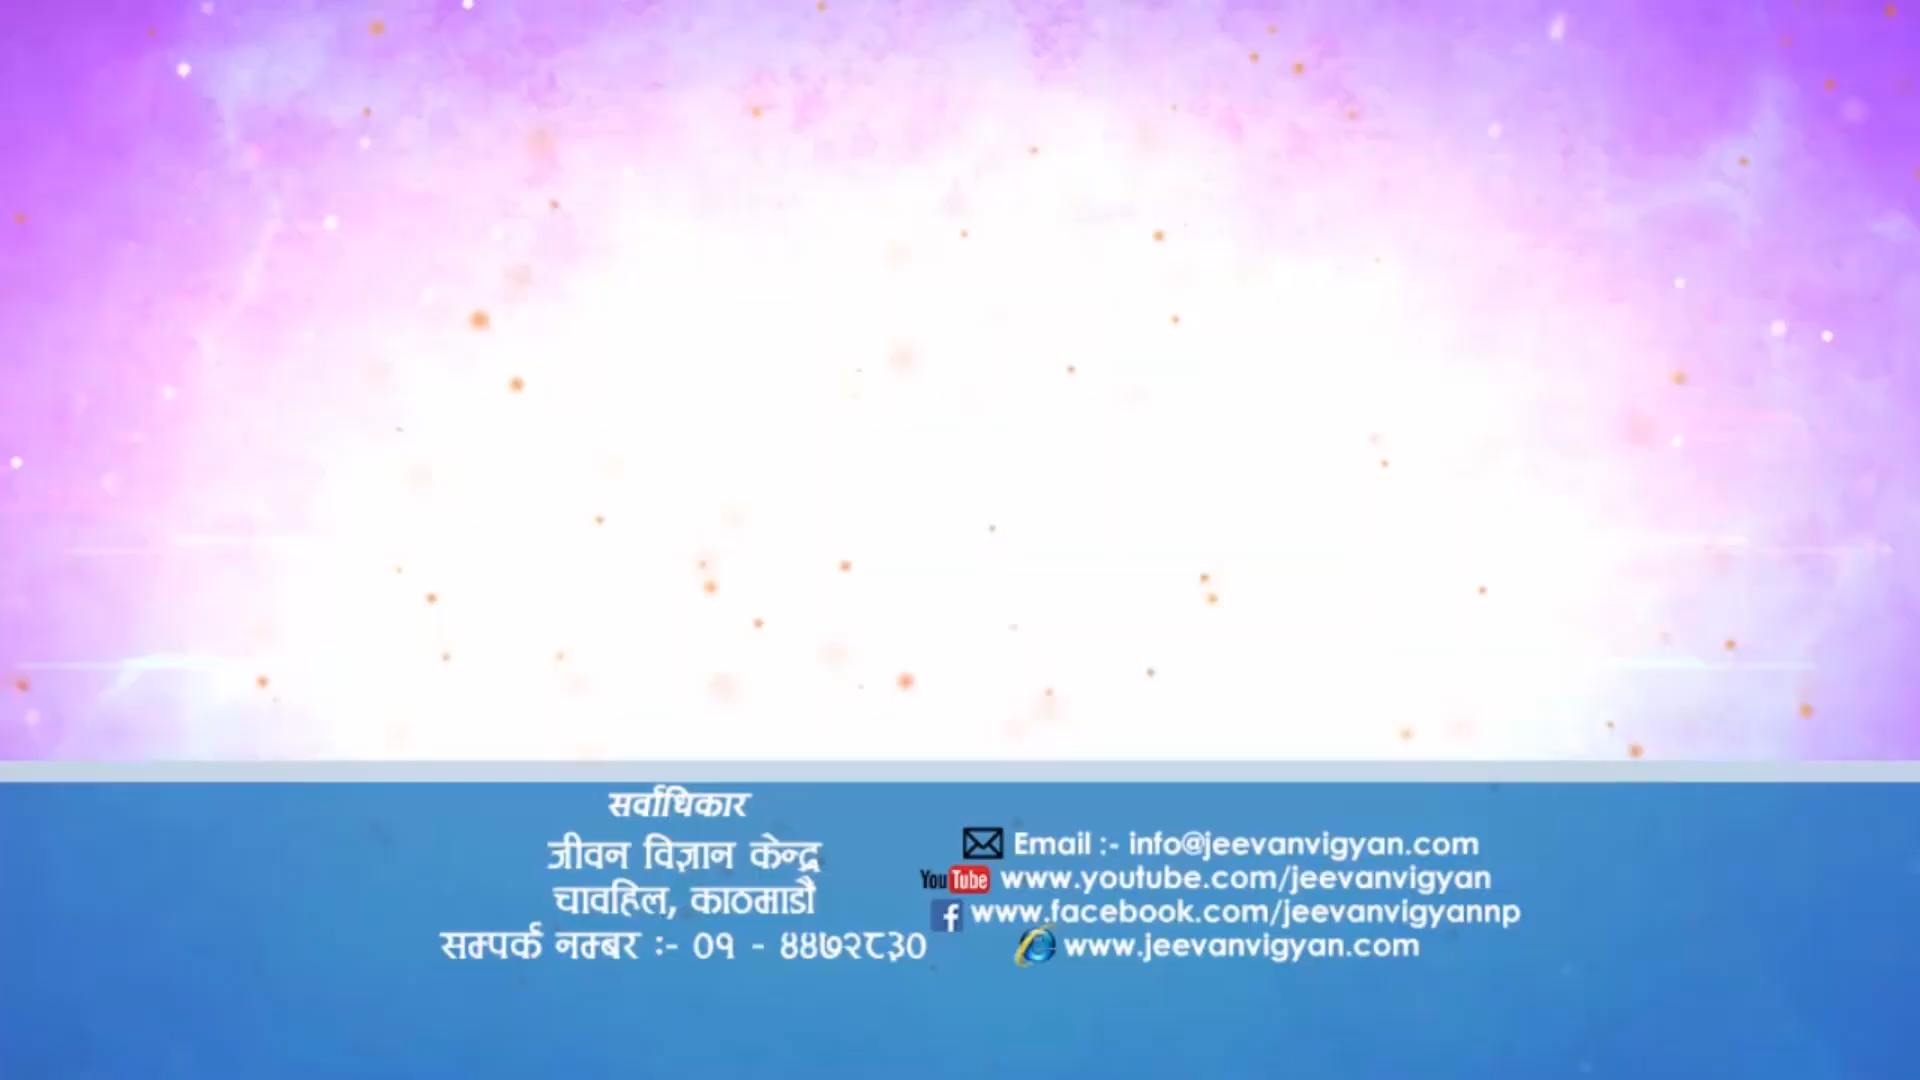 सर्वाधिकार
जीवन विज्ञान केन्द्र
चावहिल, काठमाडौ
सम्पर्क नम्बर :- ०१ - ४४७२८३०
Email :- info@jeevanvigyan.com
YouTube www.youtube.com/jeevanvigyan
f www.facebook.com/jeevanvigyannp
www.jeevanvigyan.com